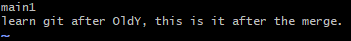 main1
learn git after OldY, this is it after the merge.
~